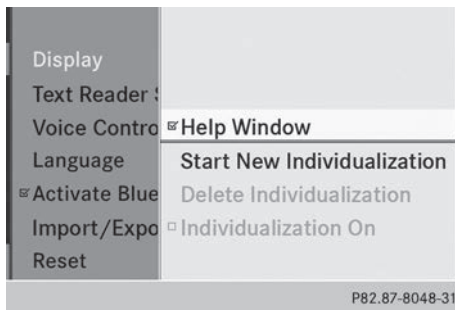 Display
Text Reader S
Voice Contro
Language
Activate Blue
Import/Expo
Reset
Help Window
Start New Individualization
Delete Individualization
Individualization On
P82.87-8048-31